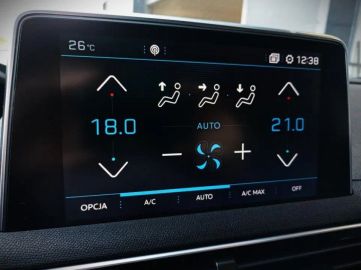 26°C 12:38
18.0 AUTO 21.0
OPCJA A/C AUTO A/C MAX OFF